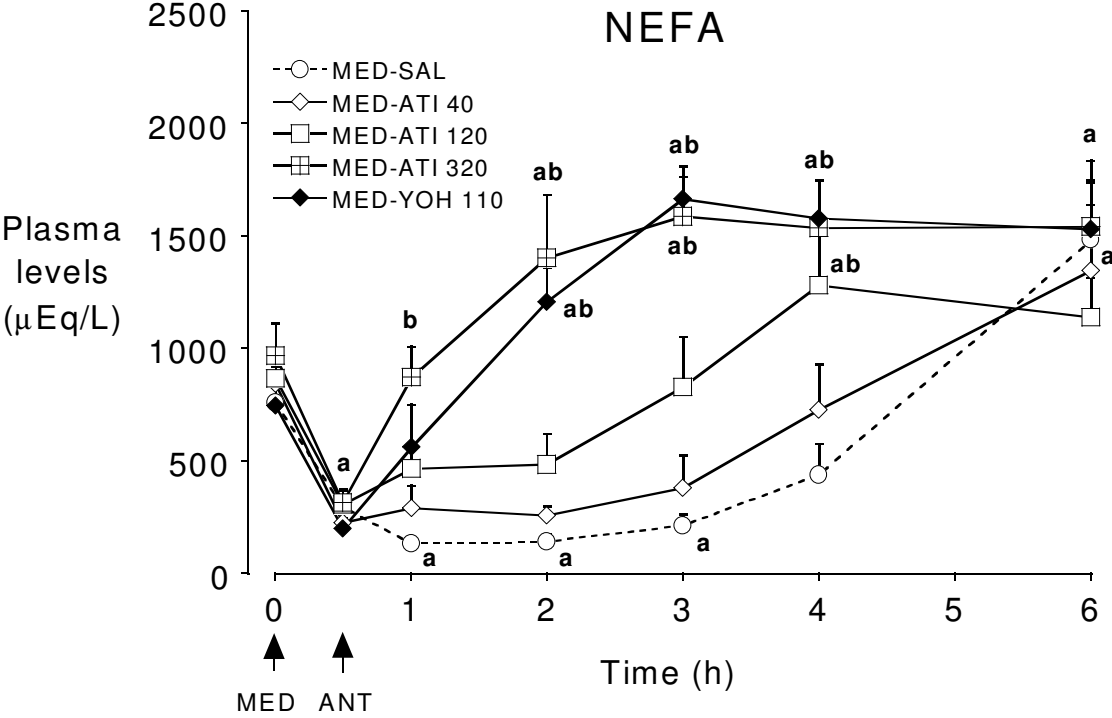 NEFA
2500
2000
1500
1000
500
0
Plasma
levels
(μEq/L)
MED-SAL
MED-ATI 40
MED-ATI 120
MED-ATI 320
MED-YOH 110
a
b
a
ab
ab
a
ab
ab
a
ab
ab
a
a
0 1 2 3 4 5 6
Time (h)
MED ANT